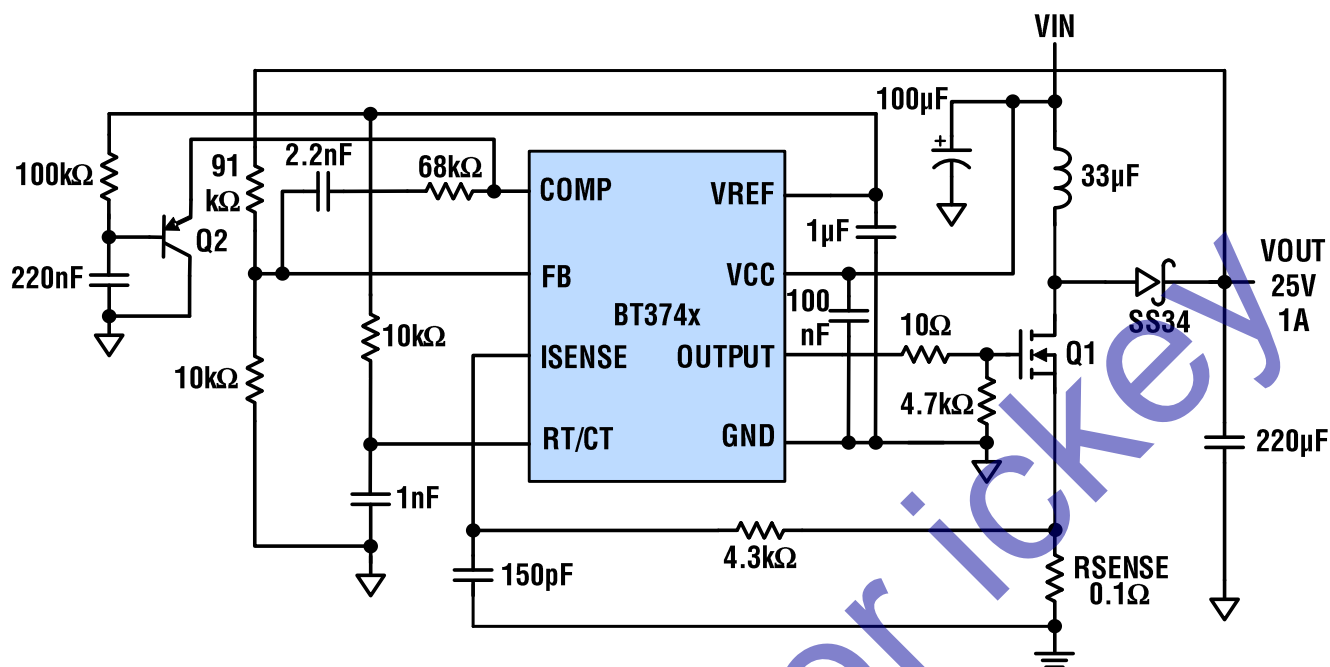 VIN
100µF
+
100kΩ
91
kΩ
2.2nF
68kΩ
COMP
VREF
33µF
Q2
1µF
220nF
FB
VCC
VOUT
25V
1A
100
nF
BT374x
10Ω
SS34
10kΩ
10kΩ
ISENSE
OUTPUT
Q1
4.7kΩ
RT/CT
GND
220µF
1nF
4.3kΩ
150pF
RSENSE
0.1Ω
er ickey